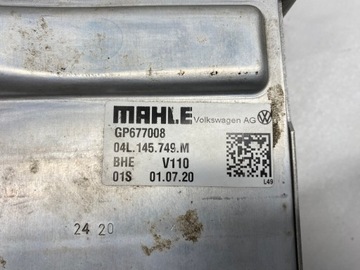 MAHLE Volkswagen AG
GP677008
04L.145.749.M
BHE V110
01S 01.07.20
L49
24 20